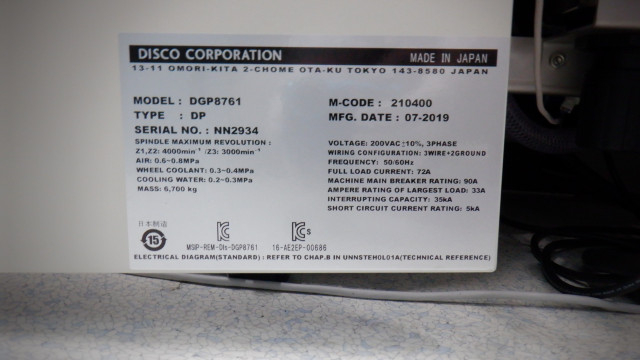 DISCO CORPORATION MADE IN JAPAN
13-11 OMORI-KITA 2-CHOME OTA-KU TOKYO 143-8580 JAPAN
MODEL : DGP8761
TYPE : DP
SERIAL NO. : NN2934
SPINDLE MAXIMUM REVOLUTION :
Z1,Z2: 4000min⁻¹ /Z3: 3000min⁻¹
AIR: 0.6-0.8MPa
WHEEL COOLANT: 0.3-0.4MPa
COOLING WATER: 0.2-0.3MPa
MASS: 6,700 kg
M-CODE : 210400
MFG. DATE : 07-2019
VOLTAGE: 200VAC ±10%, 3PHASE
WIRING CONFIGURATION: 3WIRE+2GROUND
FREQUENCY: 50/60Hz
FULL LOAD CURRENT: 72A
MACHINE MAIN BREAKER RATING: 90A
AMPERE RATING OF LARGEST LOAD: 33A
INTERRUPTING CAPACITY: 35kA
SHORT CIRCUIT CURRENT RATING: 5kA
日本制造
15
S
MSIP-REM-DIs-DGP8761 16-AE2EP-00686
ELECTRICAL DIAGRAM(STANDARD) : REFER TO CHAP.B IN UNNSTEH0L01A(TECHNICAL REFERENCE)